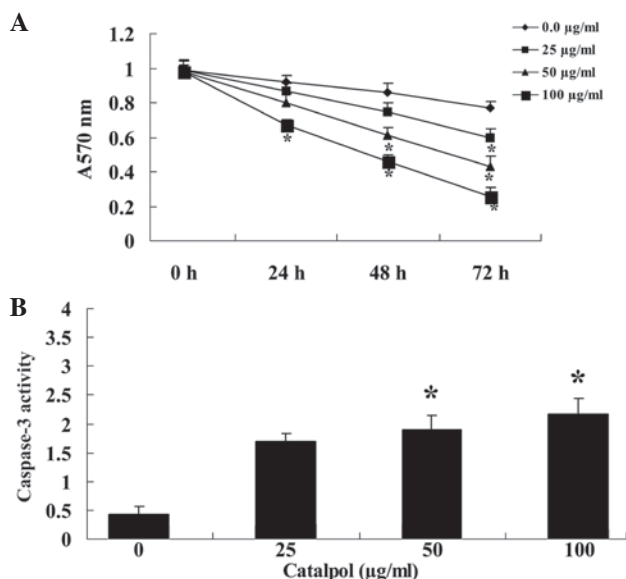 A
0.0 µg/ml
25 µg/ml
50 µg/ml
100 µg/ml
A570 nm
1.2
1
0.8
0.6
0.4
0.2
0
0 h 24 h 48 h 72 h
* * * * * *
B
Caspase-3 activity
4
3.5
3
2.5
2
1.5
1
0.5
0
* *
0 25 50 100
Catalpol (µg/ml)